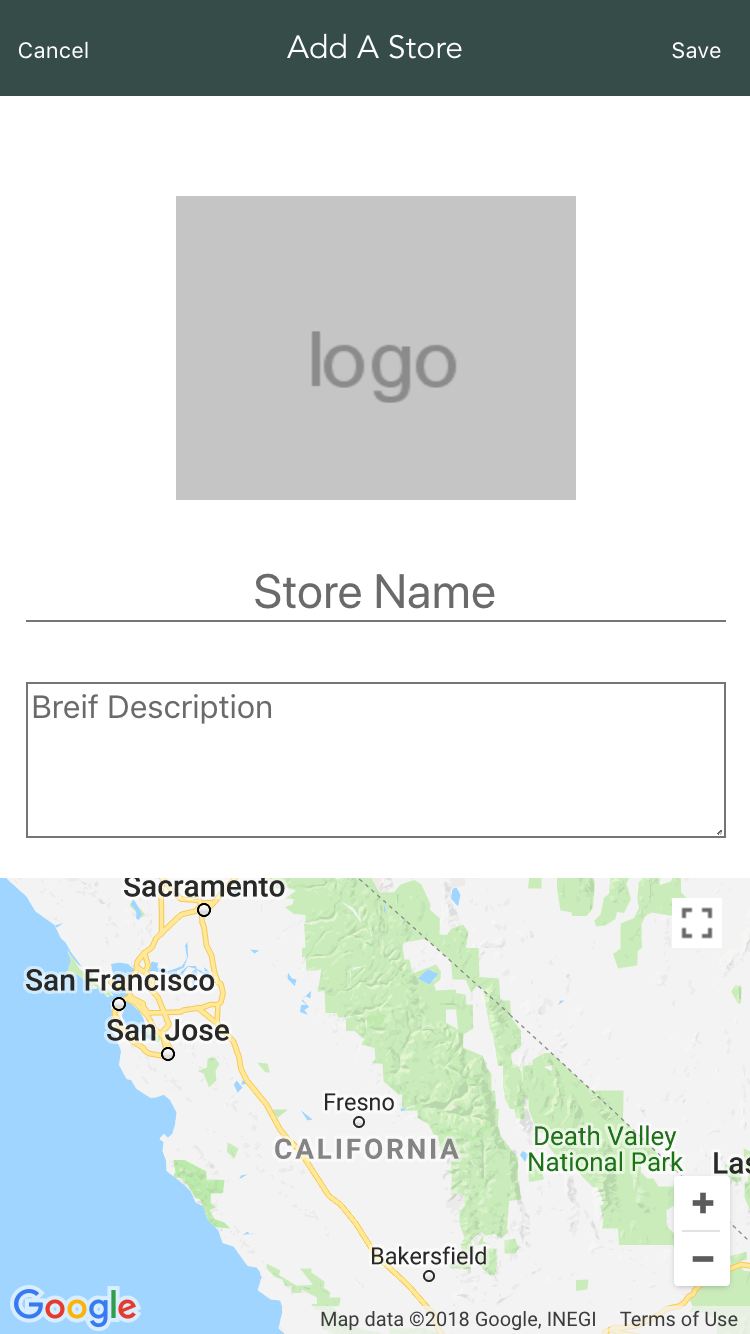 Cancel
Add A Store
Save
logo
Store Name
Breif Description
Sacramento
San Francisco
San Jose
Fresno
CALIFORNIA
Death Valley
National Park
Las
Bakersfield
Google
Map data ©2018 Google, INEGI
Terms of Use